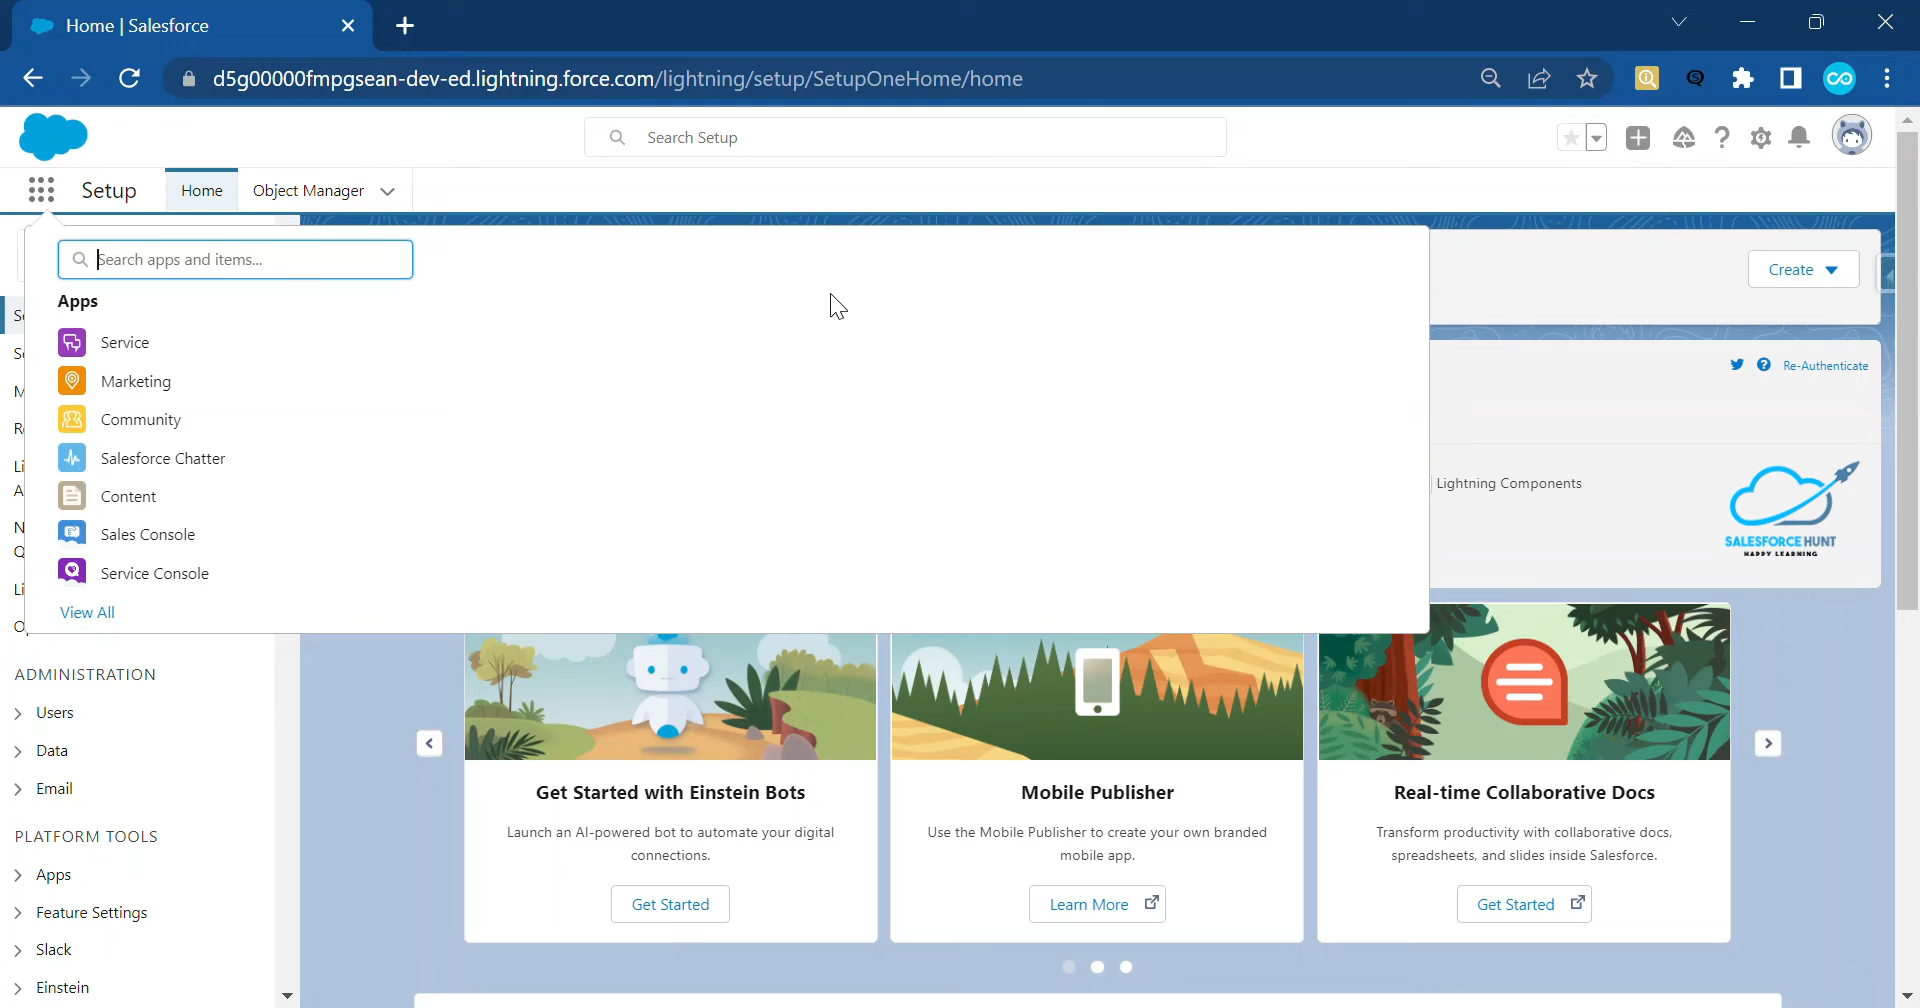 Home | Salesforce
d5g00000fmpgsean-dev-ed.lightning.force.com/lightning/setup/SetupOneHome/home
Search Setup
Setup
Home
Object Manager
Search apps and items...
Apps
Service
Marketing
Community
Salesforce Chatter
Content
Sales Console
Service Console
View All
Create
Re-Authenticate
Lightning Components
SALESFORCE HUNT
HAPPY LEARNING
ADMINISTRATION
Users
Data
Email
PLATFORM TOOLS
Apps
Feature Settings
Slack
Einstein
Get Started with Einstein Bots
Launch an AI-powered bot to automate your digital
connections.
Get Started
Mobile Publisher
Use the Mobile Publisher to create your own branded
mobile app.
Learn More
Real-time Collaborative Docs
Transform productivity with collaborative docs,
spreadsheets, and slides inside Salesforce.
Get Started